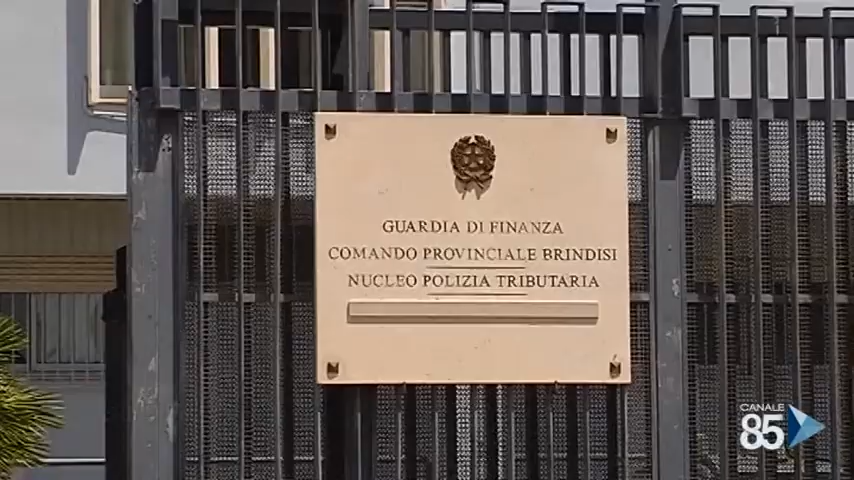 GUARDIA DI FINANZA
COMANDO PROVINCIALE BRINDISI
NUCLEO POLIZIA TRIBUTARIA
CANALE
85